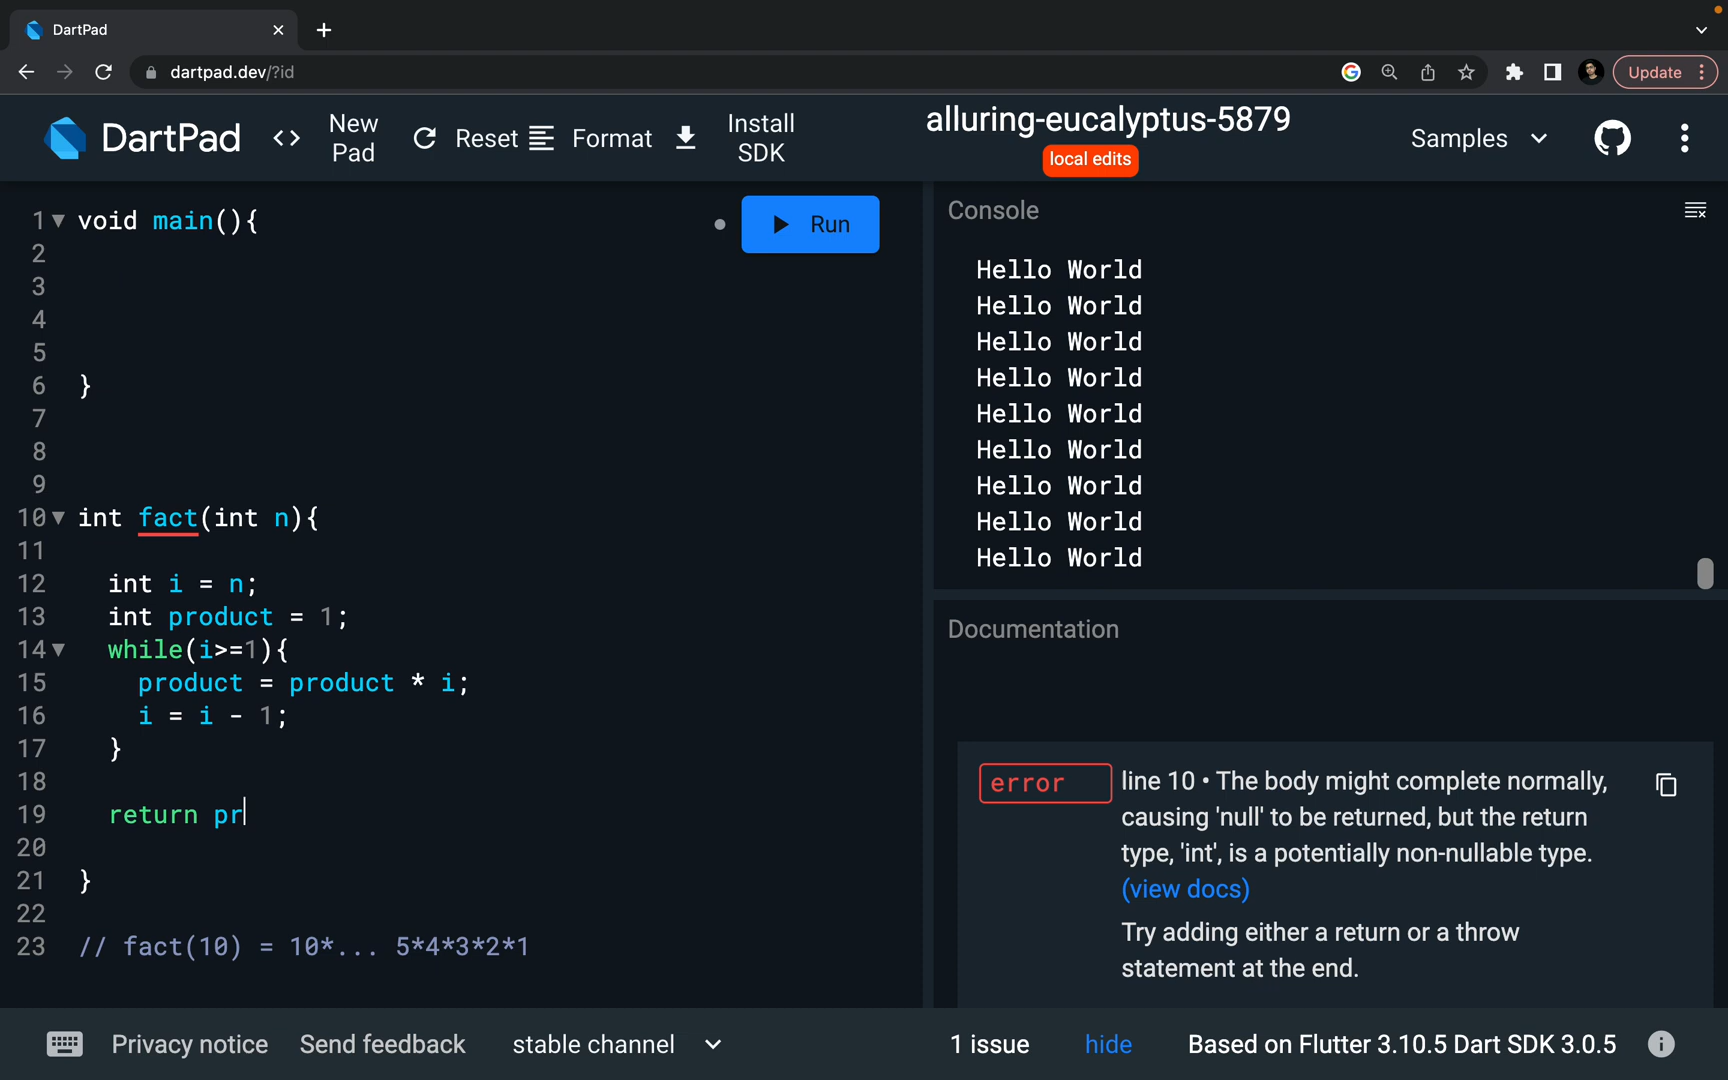 DartPad
dartpad.dev/?id
Update
DartPad
<>
New Pad
Reset
Format
Install SDK
alluring-eucalyptus-5879
local edits
Samples
1 void main(){
2
3
4
5
6 }
7
8
9
10 int fact(int n){
11
12 int i = n;
13 int product = 1;
14 while(i>=1){
15 product = product * i;
16 i = i - 1;
17 }
18
19 return pr
20
21 }
22
23 // fact(10) = 10*... 5*4*3*2*1
Run
Console
Hello World
Hello World
Hello World
Hello World
Hello World
Hello World
Hello World
Hello World
Hello World
Documentation
error
line 10 • The body might complete normally,
causing 'null' to be returned, but the return
type, 'int', is a potentially non-nullable type.
(view docs)
Try adding either a return or a throw
statement at the end.
Privacy notice
Send feedback
stable channel
1 issue
hide
Based on Flutter 3.10.5 Dart SDK 3.0.5